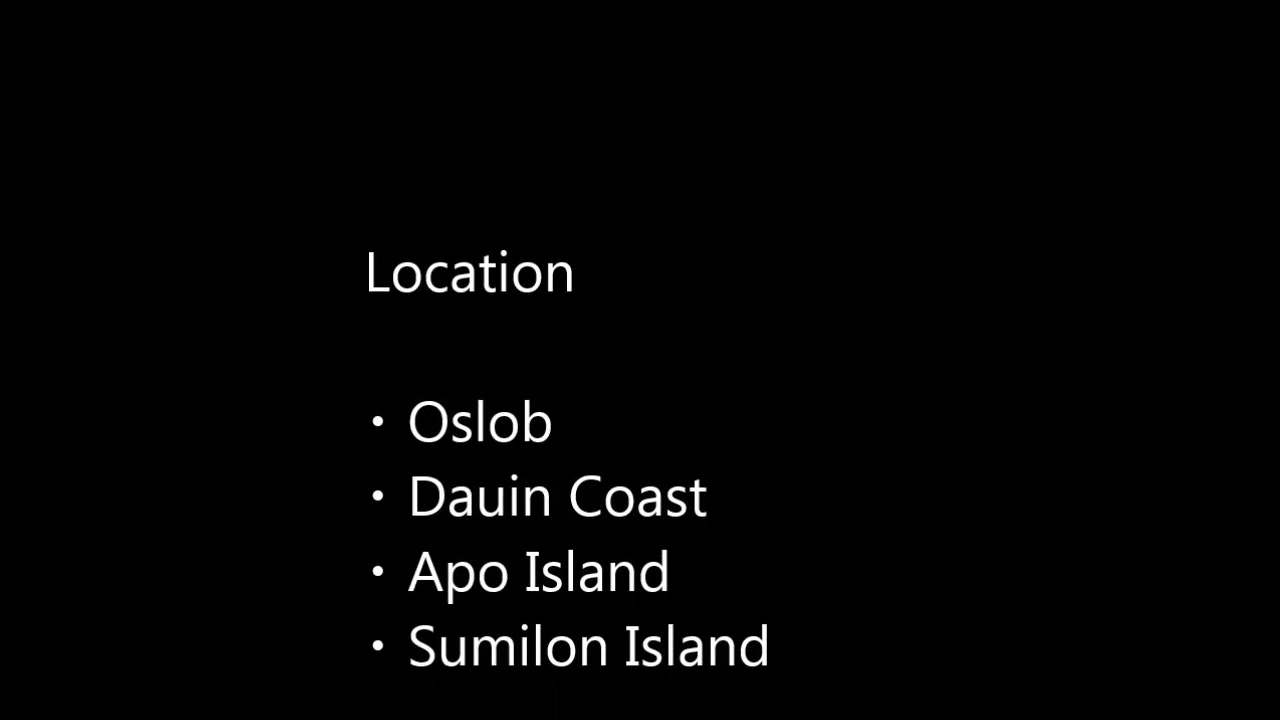 Location
・Oslob
・Dauin Coast
・Apo Island
・Sumilon Island